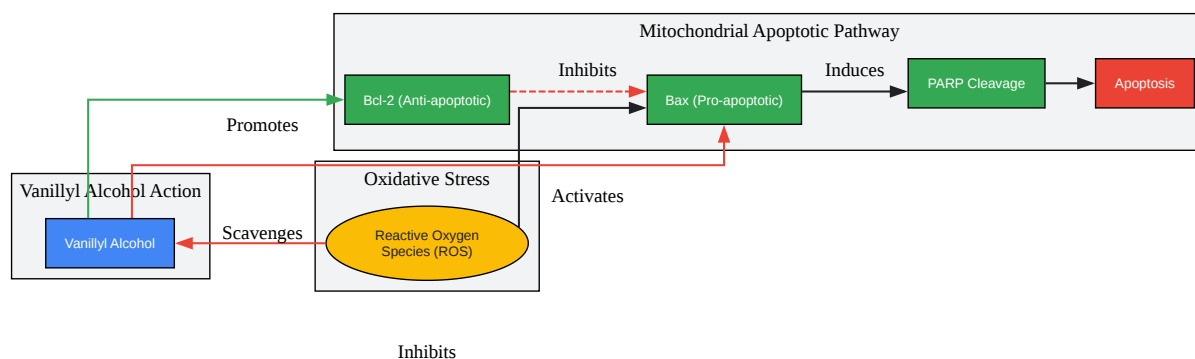 Mitochondrial Apoptotic Pathway
Inhibits
Induces
Bcl-2 (Anti-apoptotic)
Bax (Pro-apoptotic)
PARP Cleavage
Apoptosis
Promotes
Oxidative Stress
Vanillyl Alcohol Action
Activates
Scavenges
Vanillyl Alcohol
Reactive Oxygen
Species (ROS)
Inhibits